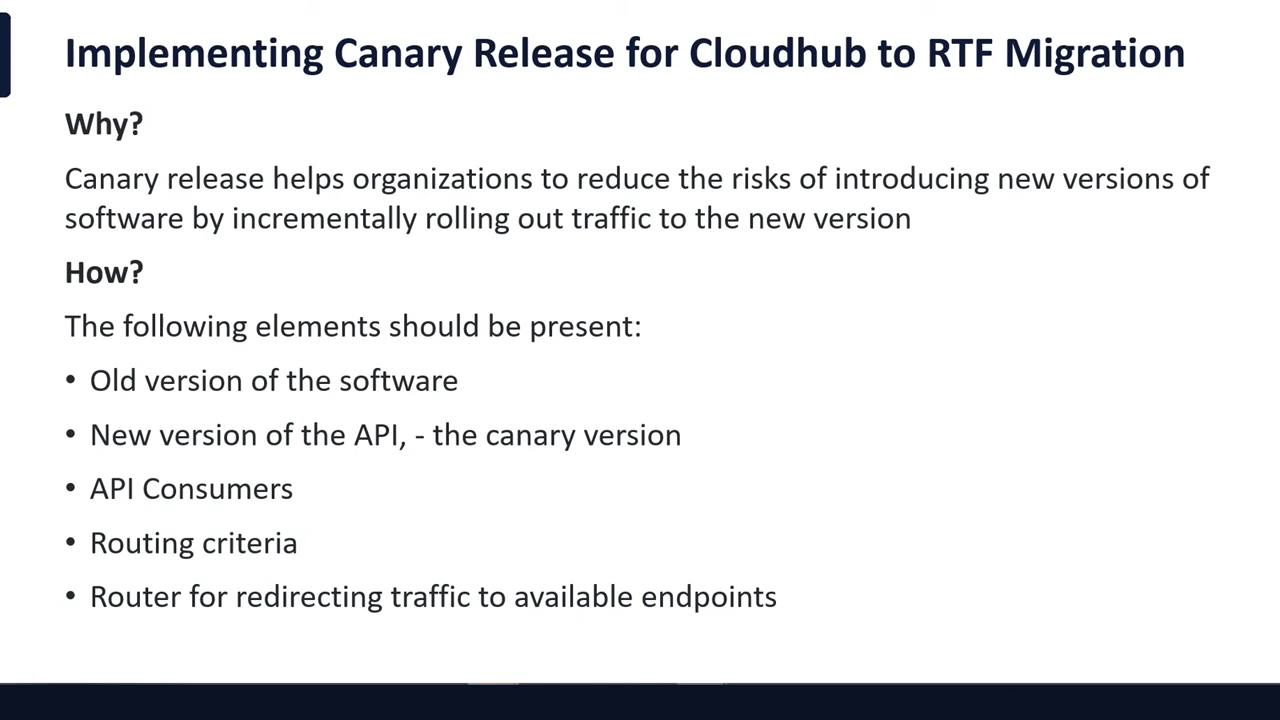 Implementing Canary Release for Cloudhub to RTF Migration
Why?
Canary release helps organizations to reduce the risks of introducing new versions of
software by incrementally rolling out traffic to the new version
How?
The following elements should be present:
• Old version of the software
• New version of the API, - the canary version
• API Consumers
• Routing criteria
• Router for redirecting traffic to available endpoints